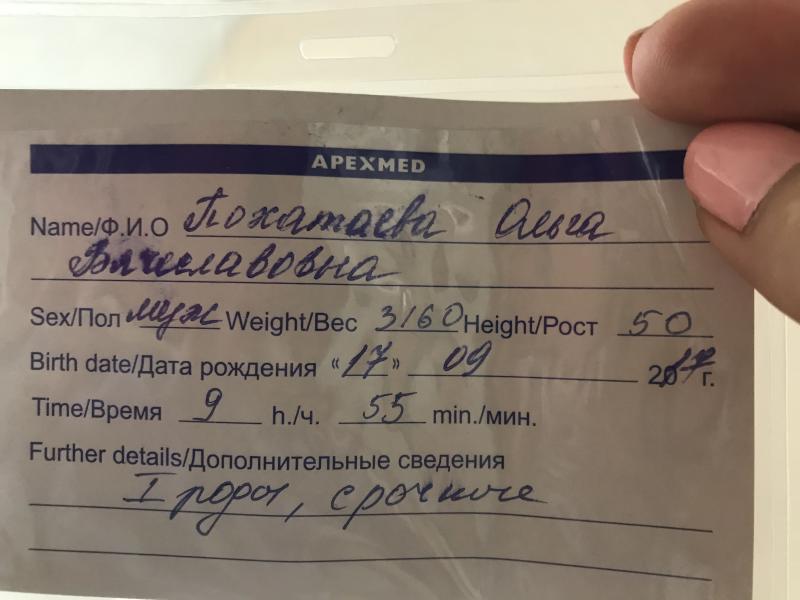 APEXMED
Name/Ф.И.О Похатаева Ольга
Вячеславовна
Sex/Пол муж Weight/Вес 3160 Height/Рост 50
Birth date/Дата рождения «17» 09 2017г.
Time/Время 9 h./ч. 55 min./мин.
Further details/Дополнительные сведения
I роды, срочные